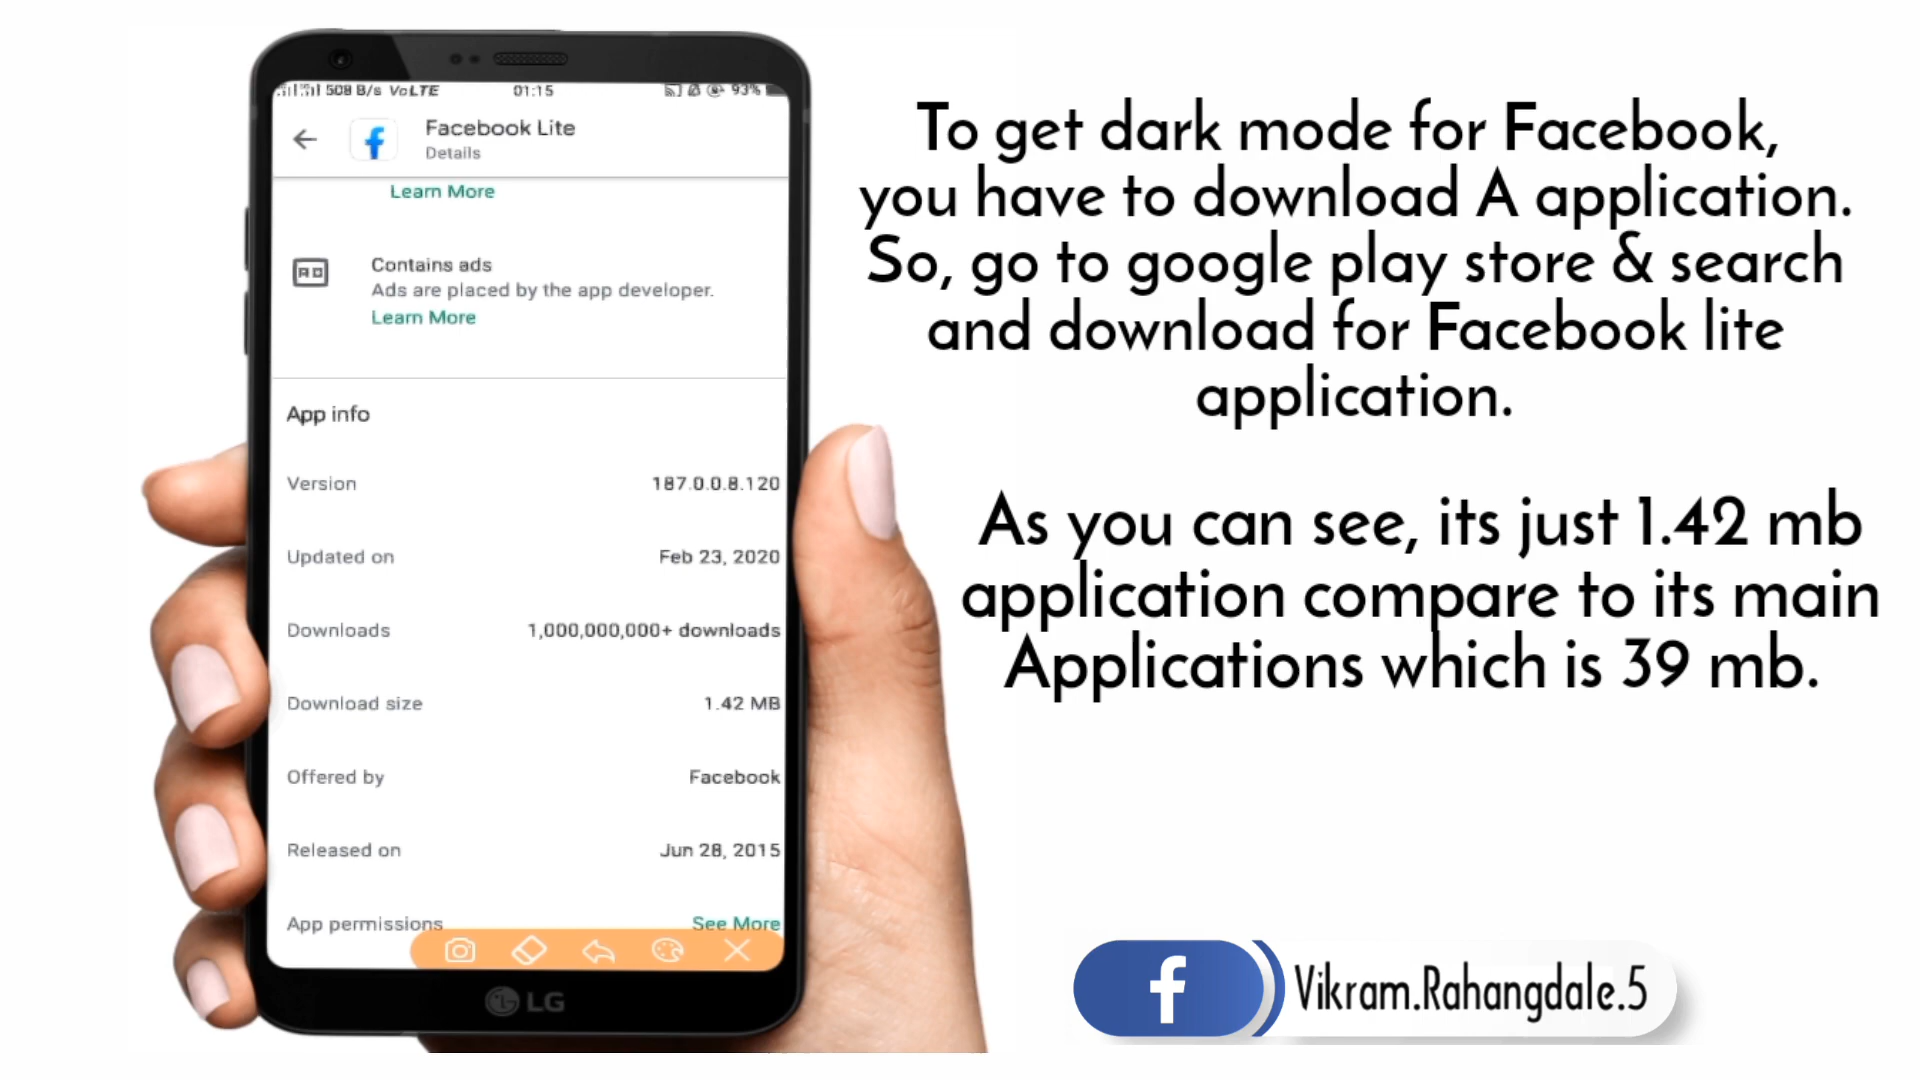 508 B/s VoLTE 01:15 93%
Facebook Lite
Details
Learn More
Contains ads
Ads are placed by the app developer.
Learn More
App info
Version 187.0.0.8.120
Updated on Feb 23, 2020
Downloads 1,000,000,000+ downloads
Download size 1.42 MB
Offered by Facebook
Released on Jun 28, 2015
App permissions See More
LG
To get dark mode for Facebook,
you have to download A application.
So, go to google play store & search
and download for Facebook lite
application.
As you can see, its just 1.42 mb
application compare to its main
Applications which is 39 mb.
Vikram.Rahangdale.5